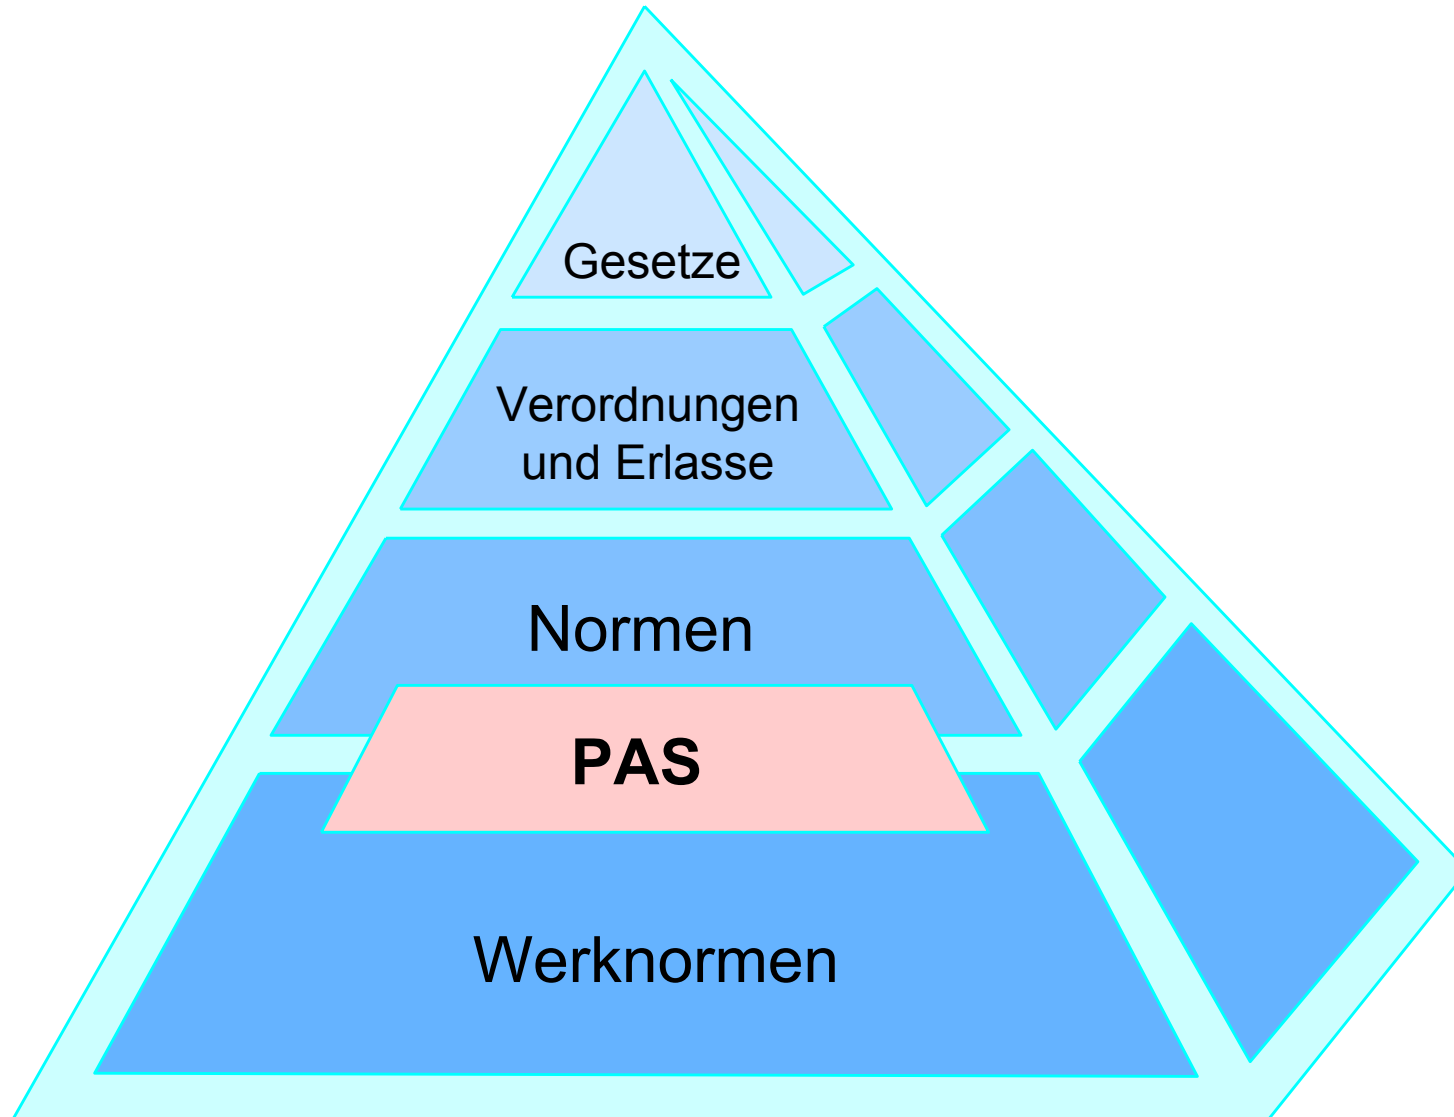 Gesetze
Verordnungen
und Erlasse
Normen
PAS
Werknormen